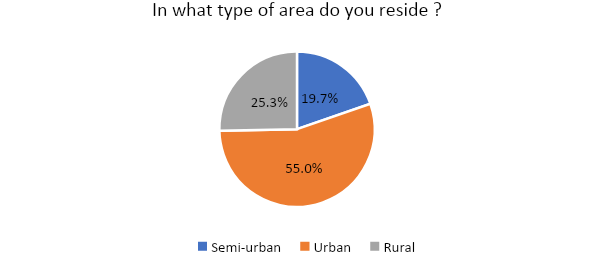 In what type of area do you reside ?
19.7%
25.3%
55.0%
Semi-urban Urban Rural